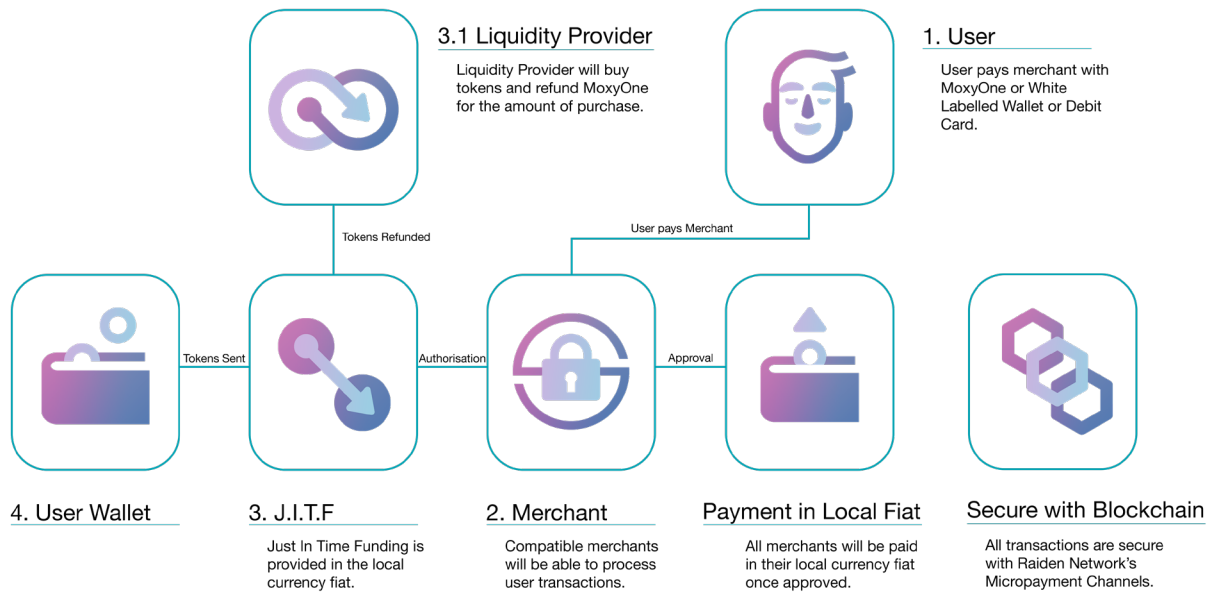 3.1 Liquidity Provider
Liquidity Provider will buy
tokens and refund MoxyOne
for the amount of purchase.
1. User
User pays merchant with
MoxyOne or White
Labelled Wallet or Debit
Card.
Tokens Refunded
User pays Merchant
Tokens Sent
Authorisation
Approval
4. User Wallet
3. J.I.T.F
Just In Time Funding is
provided in the local
currency fiat.
2. Merchant
Compatible merchants
will be able to process
user transactions.
Payment in Local Fiat
All merchants will be paid
in their local currency fiat
once approved.
Secure with Blockchain
All transactions are secure
with Raiden Network’s
Micropayment Channels.